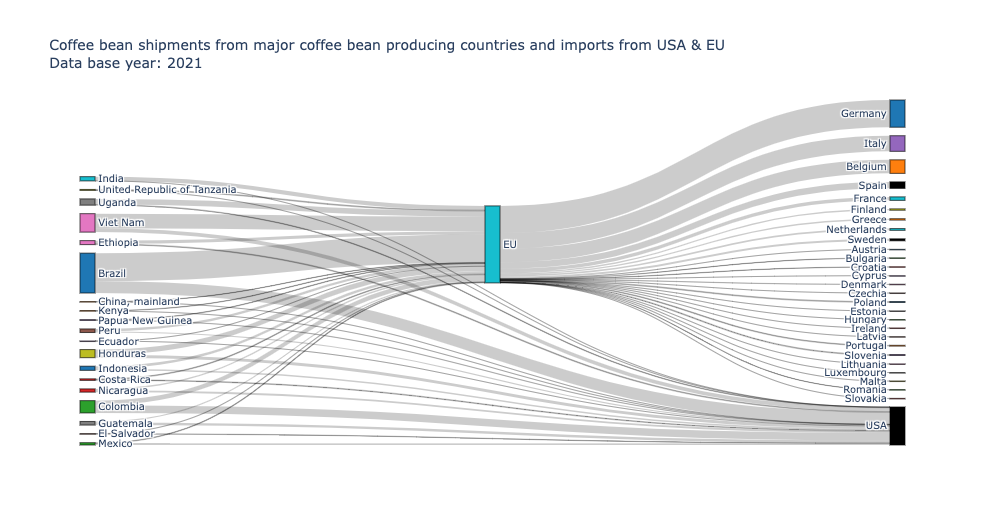 Coffee bean shipments from major coffee bean producing countries and imports from USA & EU
Data base year: 2021
India
United Republic of Tanzania
Uganda
Viet Nam
Ethiopia
Brazil
China, mainland
Kenya
Papua New Guinea
Peru
Ecuador
Honduras
Indonesia
Costa Rica
Nicaragua
Colombia
Guatemala
El Salvador
Mexico
EU
Germany
Italy
Belgium
Spain
France
Finland
Greece
Netherlands
Sweden
Austria
Bulgaria
Croatia
Cyprus
Denmark
Czechia
Poland
Estonia
Hungary
Ireland
Latvia
Portugal
Slovenia
Lithuania
Luxembourg
Malta
Romania
Slovakia
USA